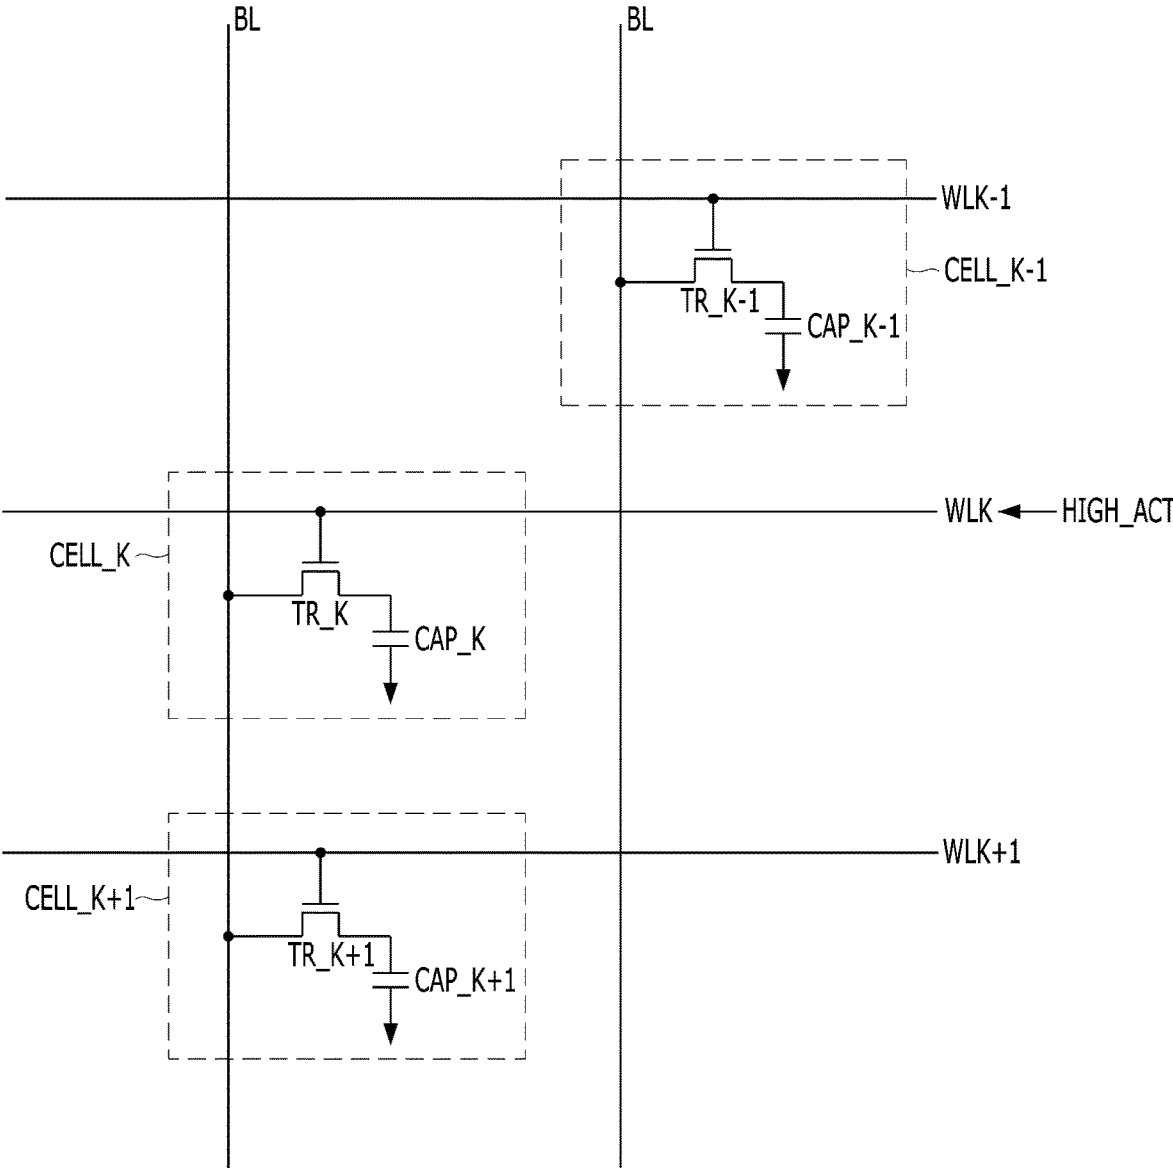 BL
BL
WLK-1
CELL_K-1
TR_K-1
CAP_K-1
WLK
HIGH_ACT
CELL_K
TR_K
CAP_K
WLK+1
CELL_K+1
TR_K+1
CAP_K+1